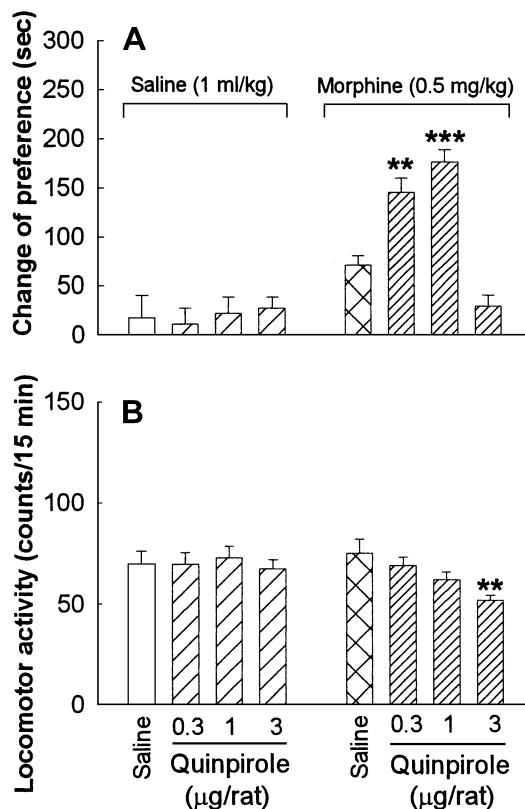 A
Change of preference (sec)
300
250
200
150
100
50
0
Saline (1 ml/kg)
Morphine (0.5 mg/kg)
**
***
B
Locomotor activity (counts/15 min)
150
100
50
0
**
Saline
0.3 1 3
Quinpirole
(μg/rat)
Saline
0.3 1 3
Quinpirole
(μg/rat)